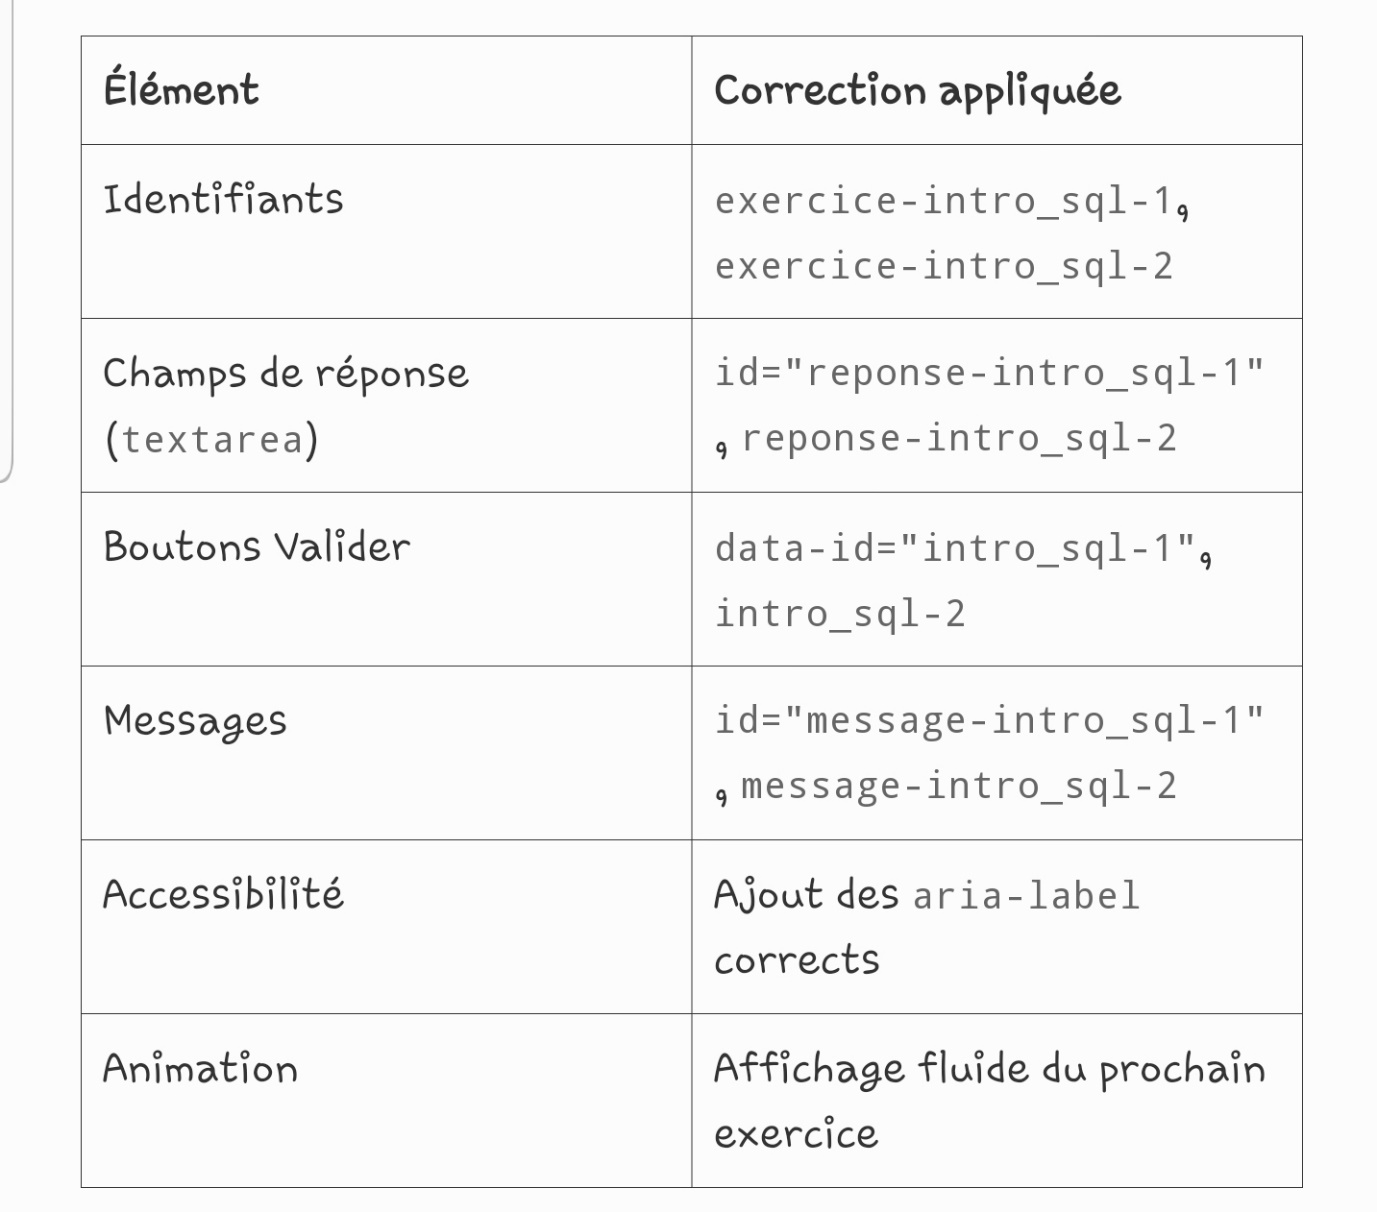 Élément
Correction appliquée
Identifiants
exercice-intro_sql-1,
exercice-intro_sql-2
Champs de réponse
(textarea)
id="reponse-intro_sql-1"
, reponse-intro_sql-2
Boutons Valider
data-id="intro_sql-1",
intro_sql-2
Messages
id="message-intro_sql-1"
, message-intro_sql-2
Accessibilité
Ajout des aria-label
corrects
Animation
Affichage fluide du prochain
exercice